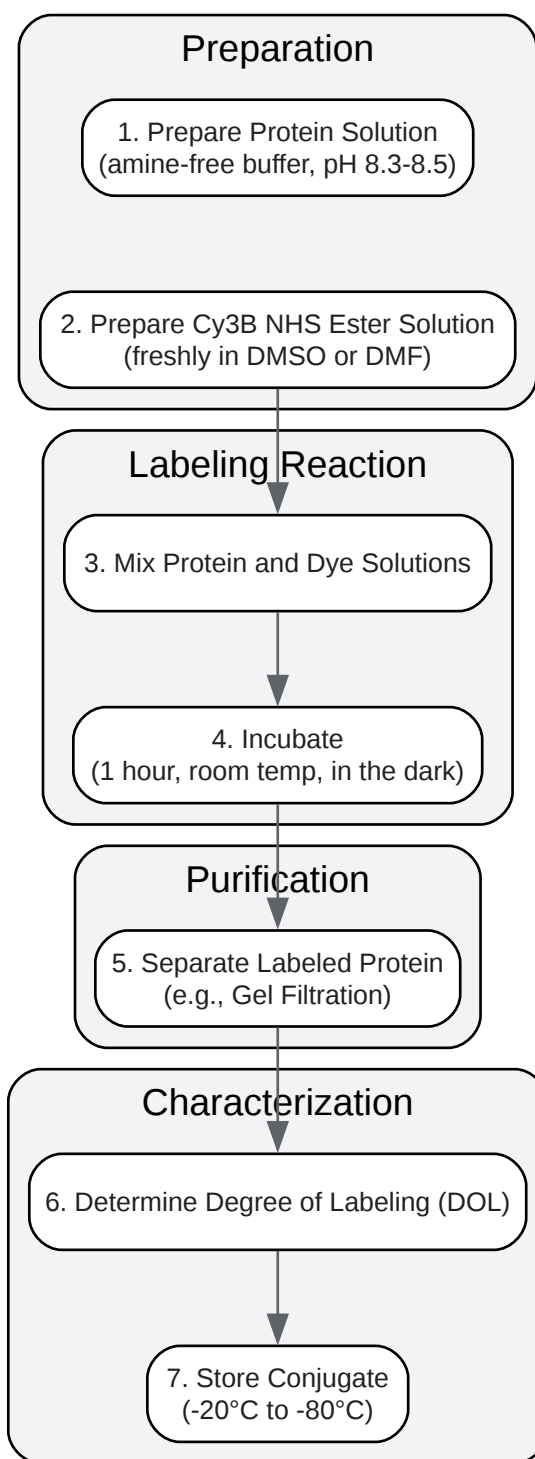 Preparation
1. Prepare Protein Solution
(amine-free buffer, pH 8.3-8.5)
2. Prepare Cy3B NHS Ester Solution
(freshly in DMSO or DMF)
Labeling Reaction
3. Mix Protein and Dye Solutions
4. Incubate
(1 hour, room temp, in the dark)
Purification
5. Separate Labeled Protein
(e.g., Gel Filtration)
Characterization
6. Determine Degree of Labeling (DOL)
7. Store Conjugate
(-20°C to -80°C)